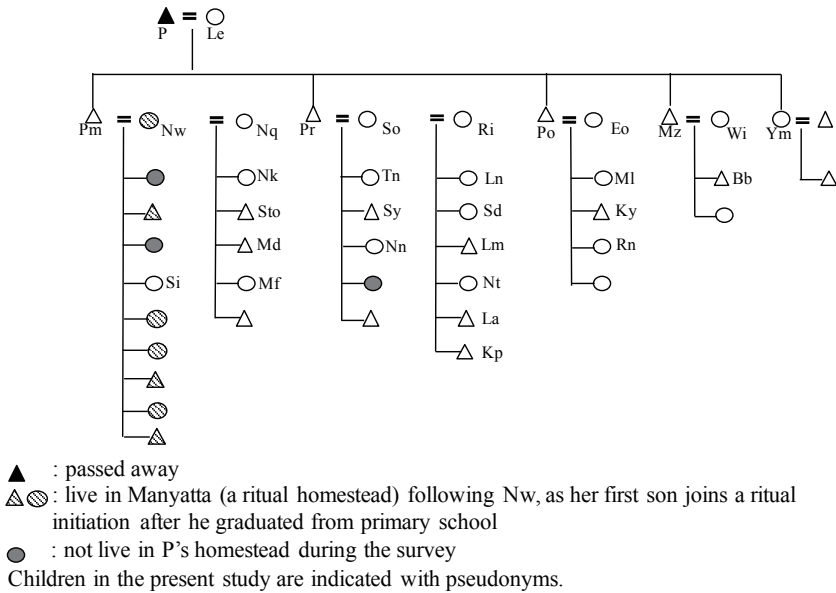 P = Le
Pm = Nw = Nq Pr = So = Ri Po = Eo Mz = Wi Ym =
Nk Tn Ln Ml Bb
Sto Sy Sd Ky
Md Nn Lm Rn
Si Mf Nt
La
Kp
: passed away
: live in Manyatta (a ritual homestead) following Nw, as her first son joins a ritual
initiation after he graduated from primary school
: not live in P's homestead during the survey
Children in the present study are indicated with pseudonyms.